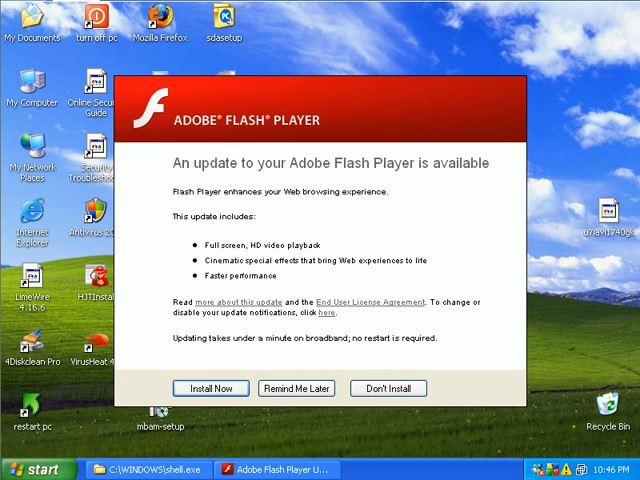 My Documents
turn off pc
Mozilla Firefox
sdasetup
My Computer
Online Secur
Guide
My Network
Places
Security
Troubleshoo
Internet
Explorer
Antivirus 20
LimeWire
4.16.6
HJTInstal
4Diskclean Pro
VirusHeat 4
restart pc
mbam-setup
u7iavi1740gk
Recycle Bin
ADOBE® FLASH® PLAYER
An update to your Adobe Flash Player is available
Flash Player enhances your Web browsing experience.
This update includes:
• Full screen, HD video playback
• Cinematic special effects that bring Web experiences to life
• Faster performance
Read more about this update and the End User License Agreement. To change or
disable your update notifications, click here.
Updating takes under a minute on broadband; no restart is required.
Install Now
Remind Me Later
Don't Install
start
C:\WINDOWS\shell.exe
Adobe Flash Player U...
10:46 PM